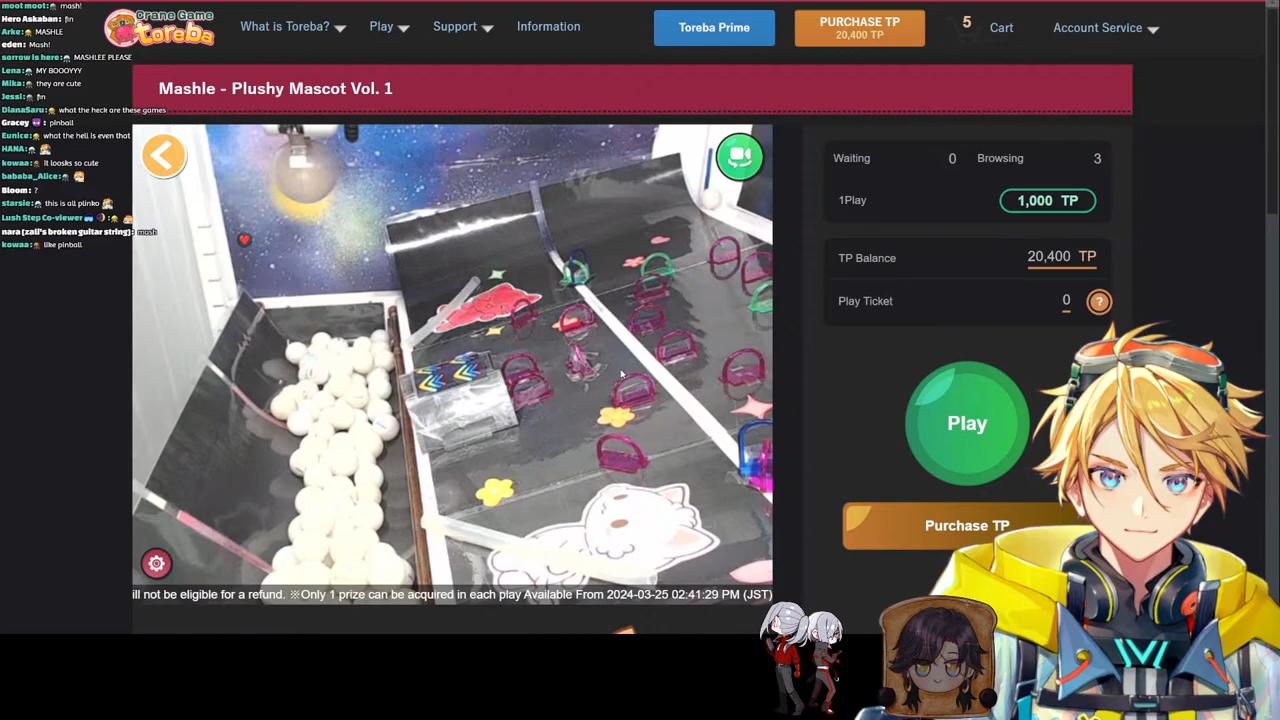 moot moot: mash!
Hero Askaban: fin
Arke: MASHLE
eden: Mash!
sorrow is here: MASHLEE PLEASE
Lena: MY BOOOYYY
Mika: they are cute
Jessi: fin
DianaSaru: what the heck are these games
Gracey: pinball
Eunice: what the hell is even that
HANA:
kowaa: It loosks so cute
bababa_Alice:
Bloom: ?
starsie: this is all plinko
Lush Step Co-viewer
nara [zali's broken guitar string]: mash
kowaa: like pinball
Crane Game
Toreba
What is Toreba?
Play
Support
Information
Toreba Prime
PURCHASE TP
20,400 TP
5
Cart
Account Service
Mashle - Plushy Mascot Vol. 1
Waiting 0 Browsing 3
1Play 1,000 TP
TP Balance 20,400 TP
Play Ticket 0 ?
Play
Purchase TP
ill not be eligible for a refund. ※Only 1 prize can be acquired in each play Available From 2024-03-25 02:41:29 PM (JST)